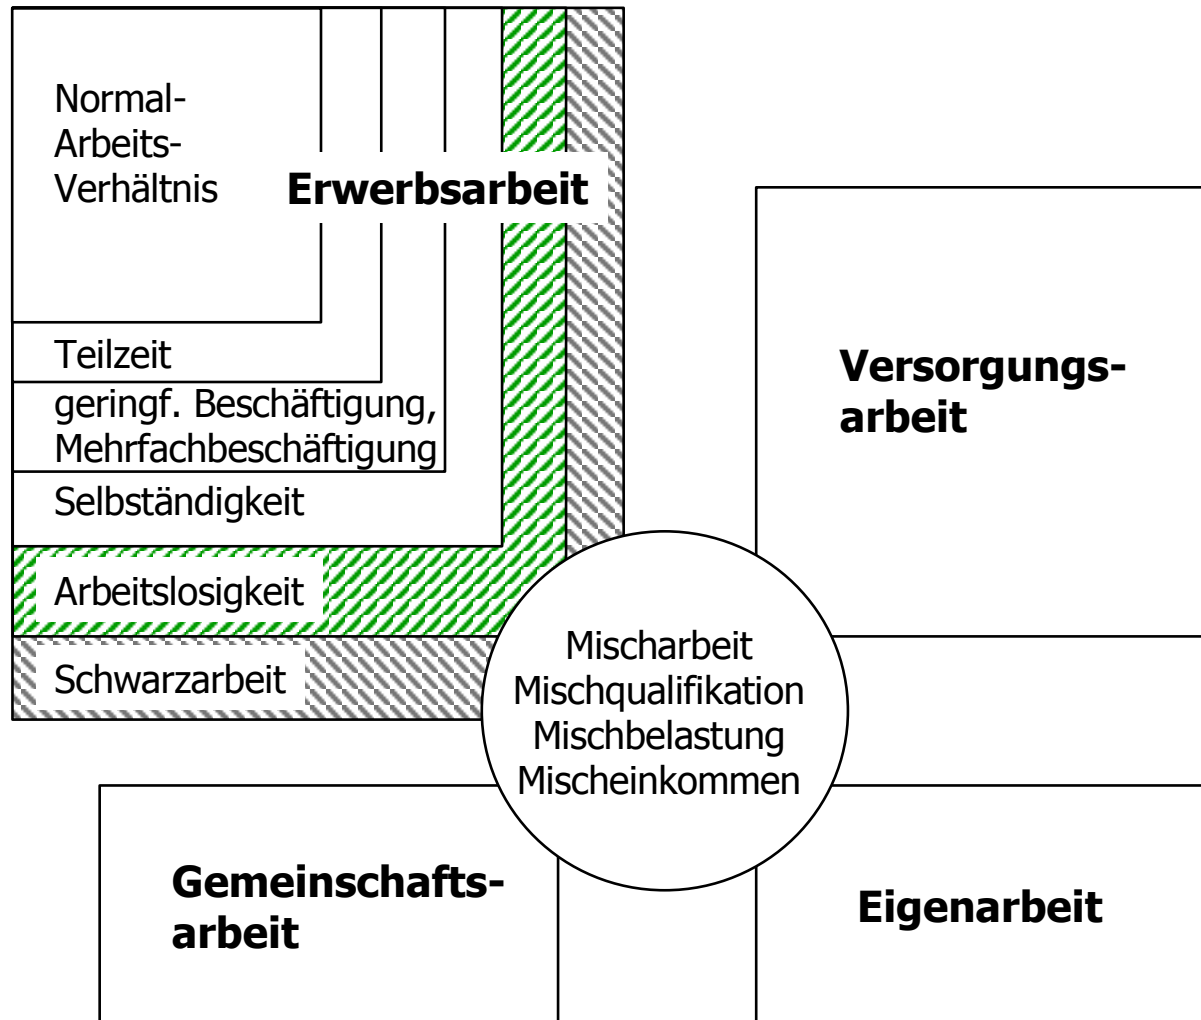 Normal-
Arbeits-
Verhältnis
Erwerbsarbeit
Teilzeit
geringf. Beschäftigung,
Mehrfachbeschäftigung
Selbständigkeit
Arbeitslosigkeit
Schwarzarbeit
Versorgungs-
arbeit
Mischarbeit
Mischqualifikation
Mischbelastung
Mischeinkommen
Gemeinschafts-
arbeit
Eigenarbeit